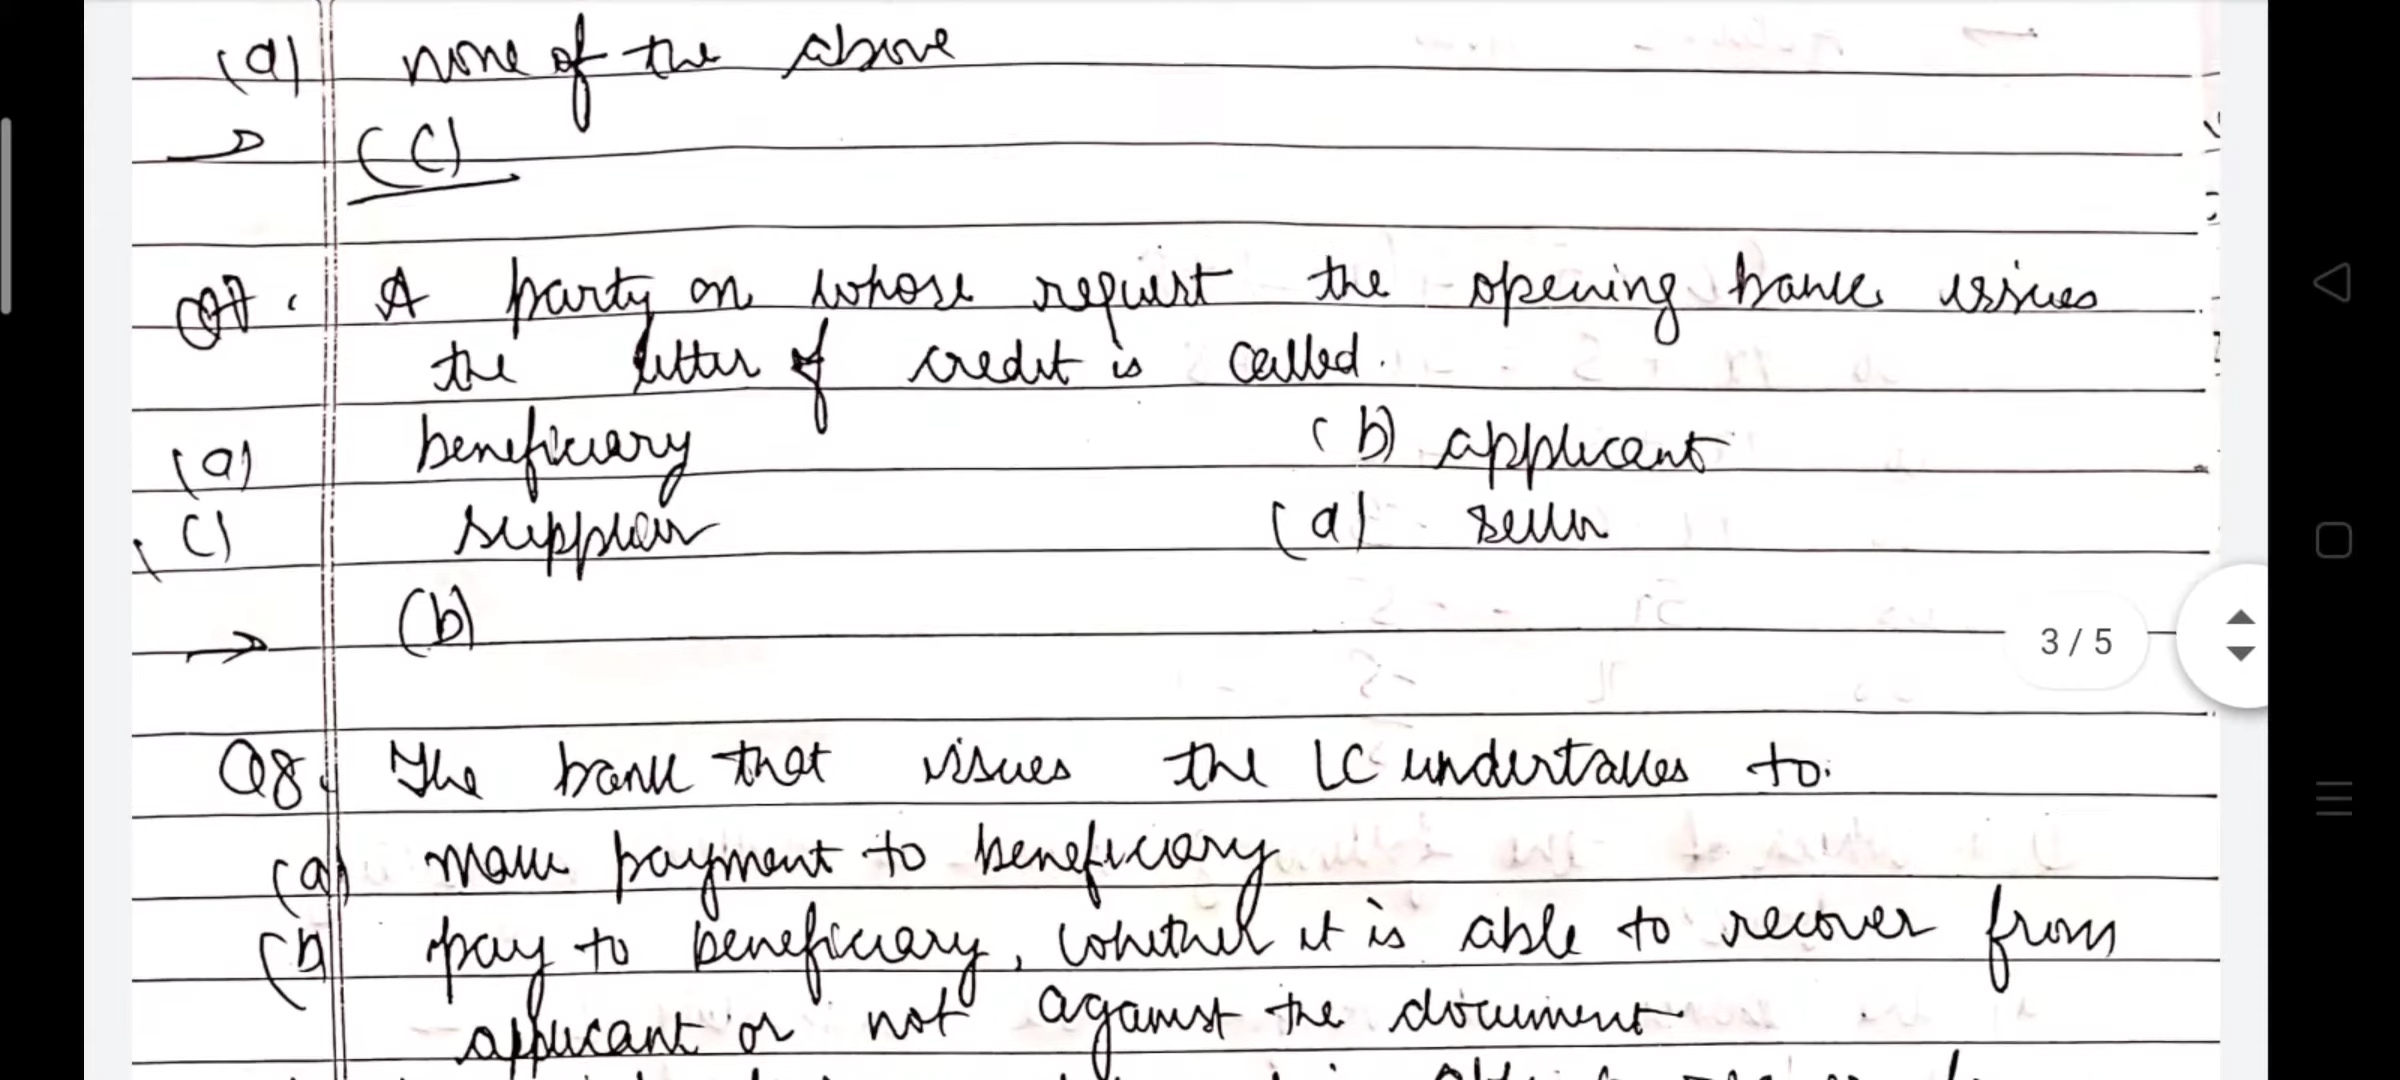 (d) none of the above
→ (C)
Q7. A party on whose request the opening bank issues
the letter of credit is called.
(a) beneficiary (b) applicant
(c) supplier (d) seller
→ (b)
3 / 5
Q8. The bank that issues the LC undertakes to.
(a) make payment to beneficiary
(b) pay to beneficiary, whether it is able to recover from
applicant or not against the document